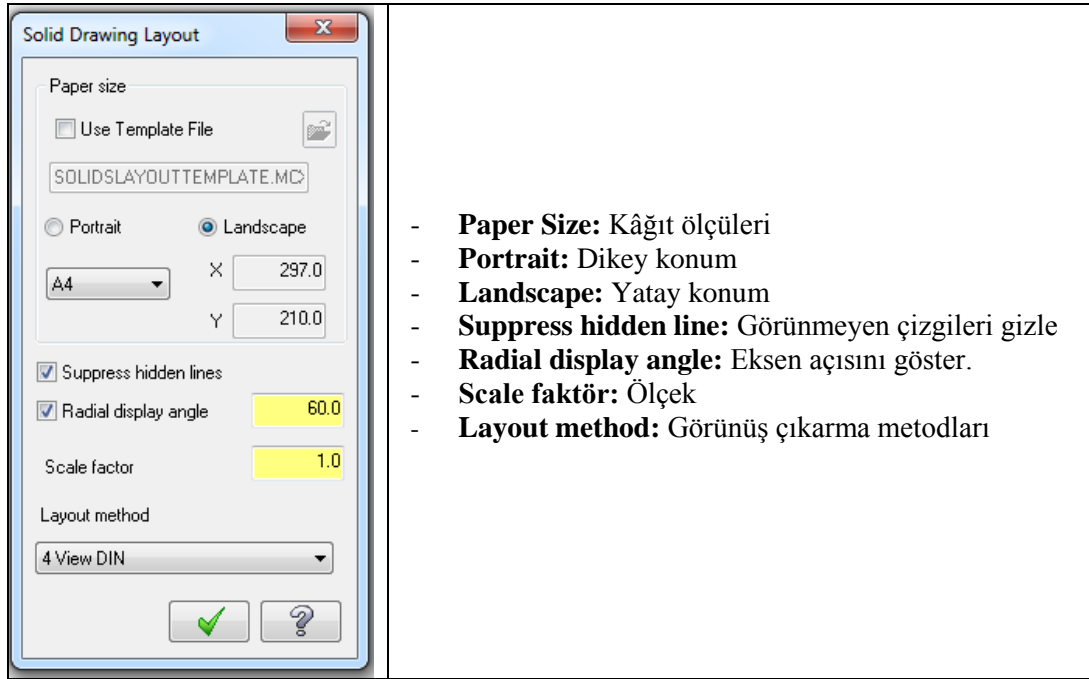 Solid Drawing Layout
Paper size
Use Template File
SOLIDSLAYOUTTEMPLATE.MC
Portrait Landscape
A4 X 297.0
Y 210.0
Suppress hidden lines
Radial display angle 60.0
Scale factor 1.0
Layout method
4 View DIN
- Paper Size: Kâğıt ölçüleri
- Portrait: Dikey konum
- Landscape: Yatay konum
- Suppress hidden line: Görünmeyen çizgileri gizle
- Radial display angle: Eksen açısını göster.
- Scale faktör: Ölçek
- Layout method: Görünüş çıkarma metodları